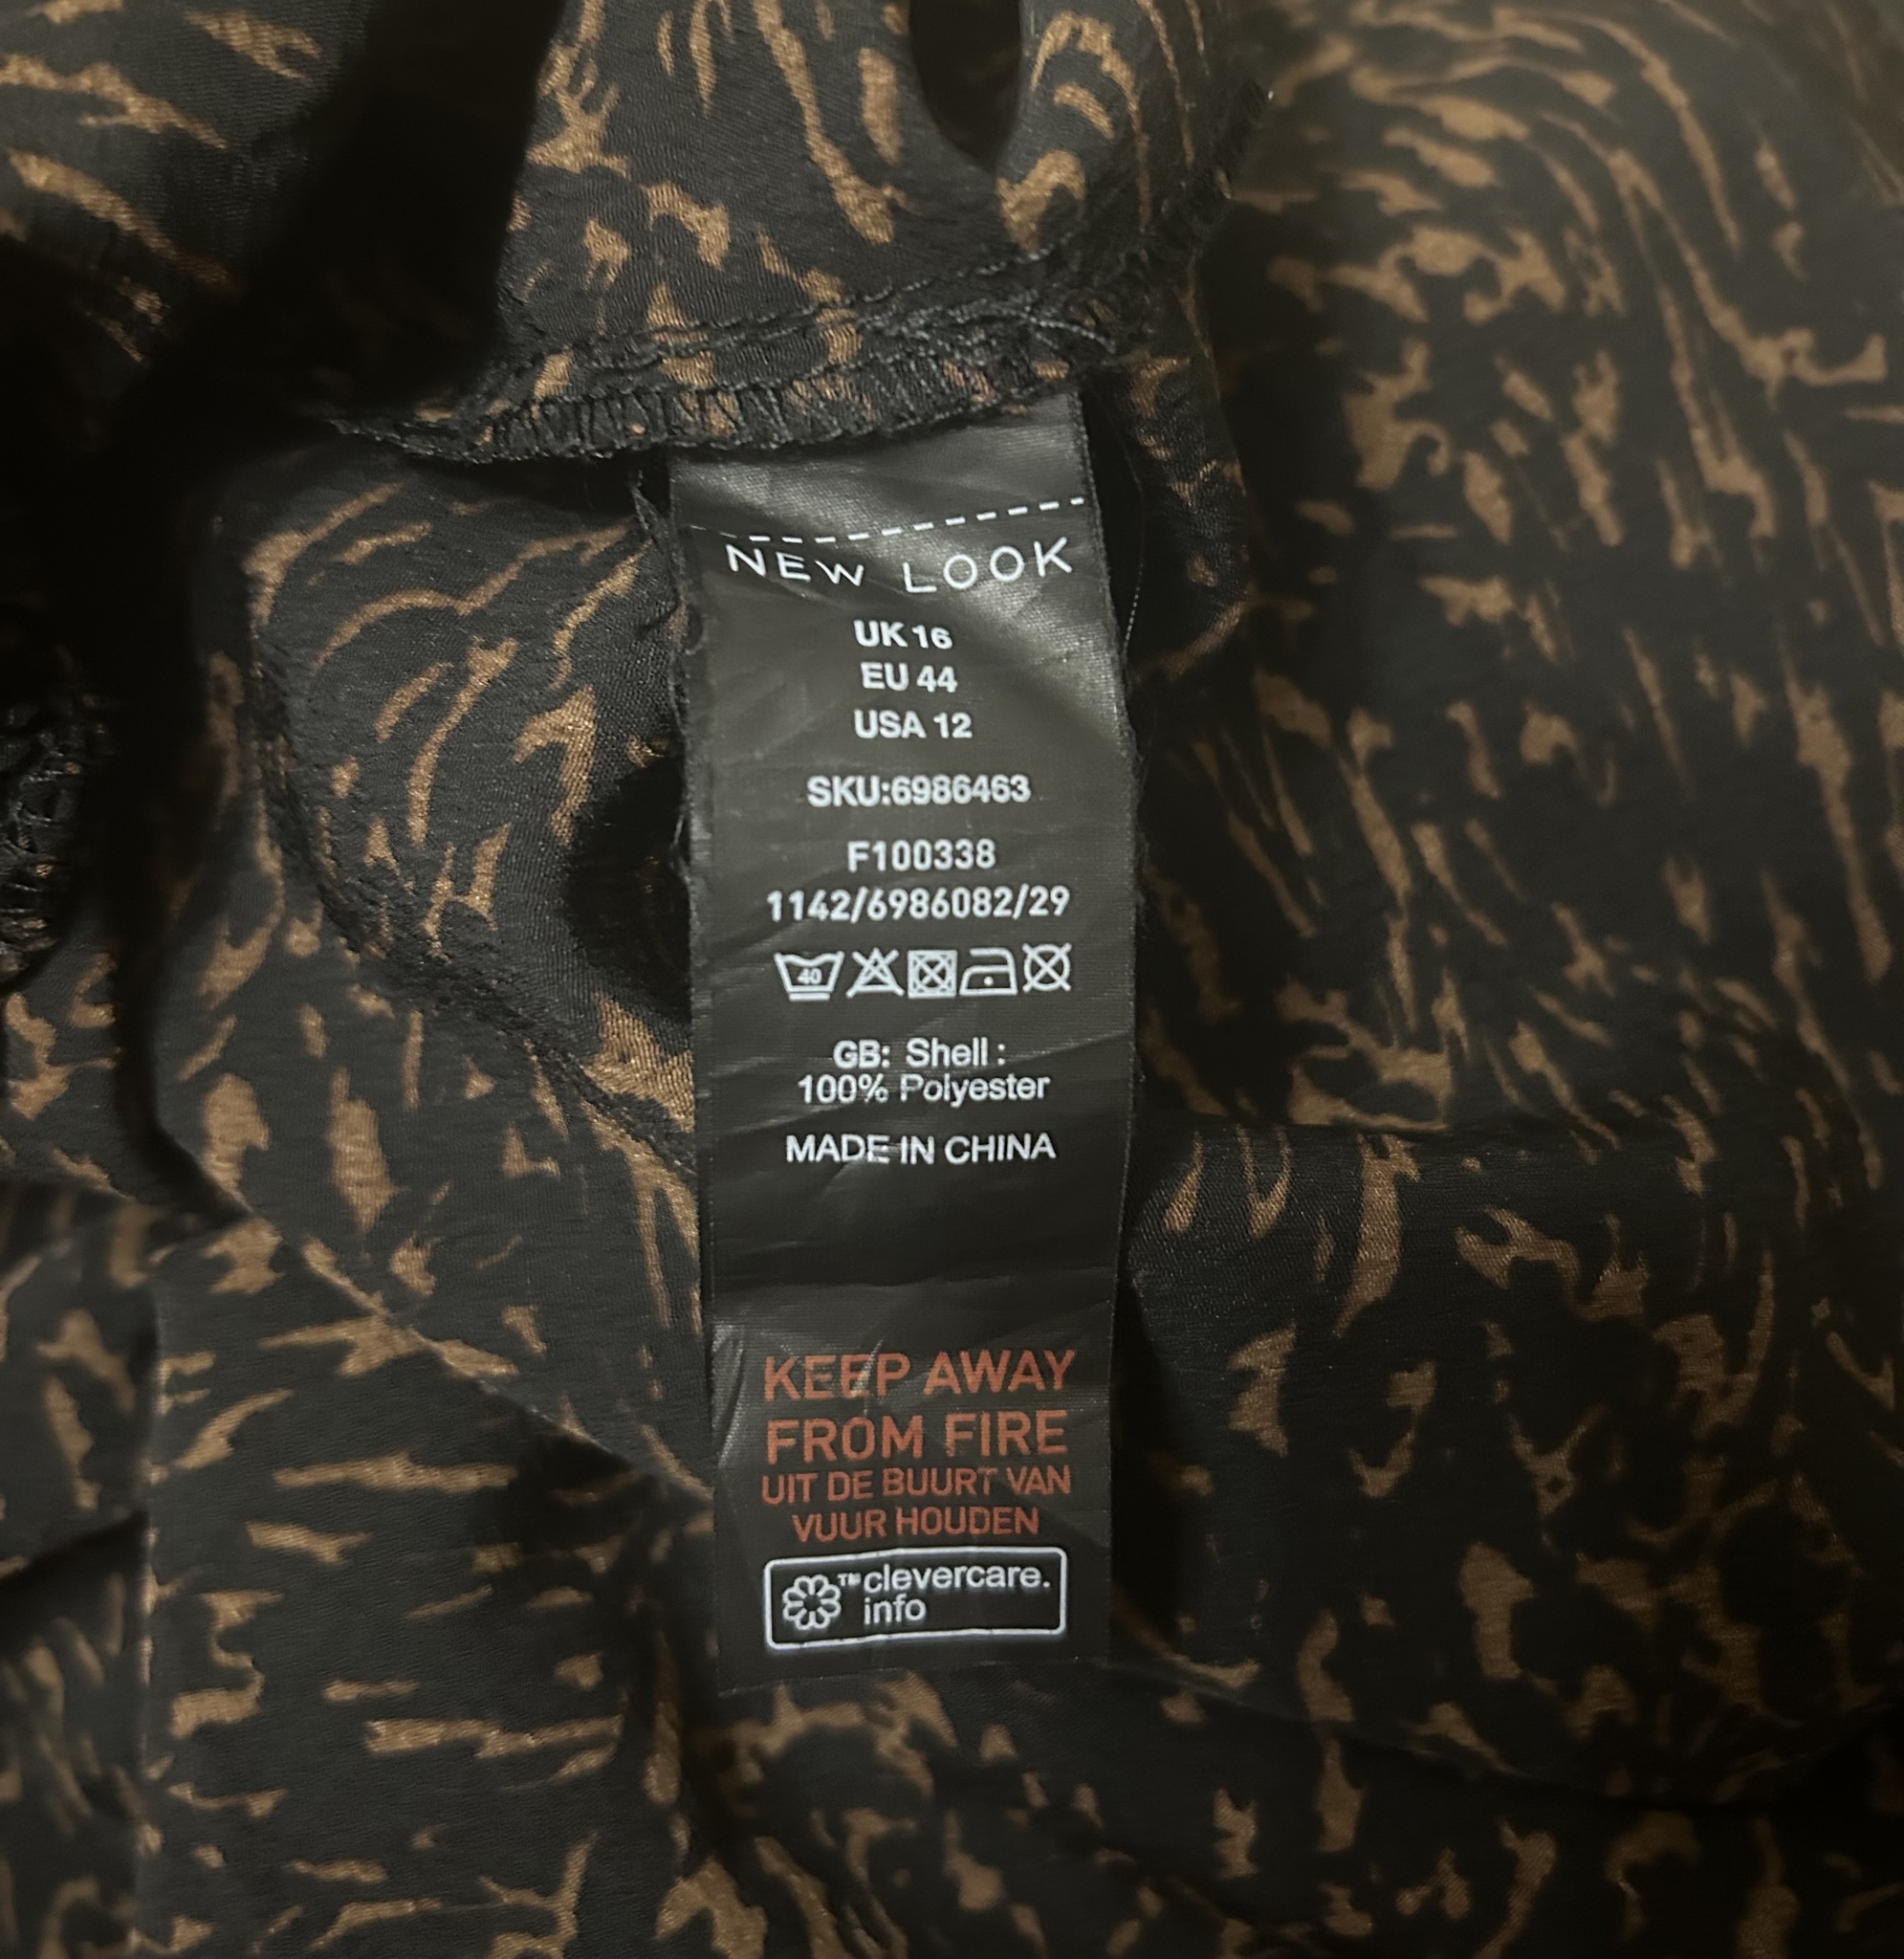 NEW LOOK
UK 16
EU 44
USA 12
SKU:6986463
F100338
1142/6986082/29
40
GB: Shell :
100% Polyester
MADE IN CHINA
KEEP AWAY
FROM FIRE
UIT DE BUURT VAN
VUUR HOUDEN
™ clevercare.
info